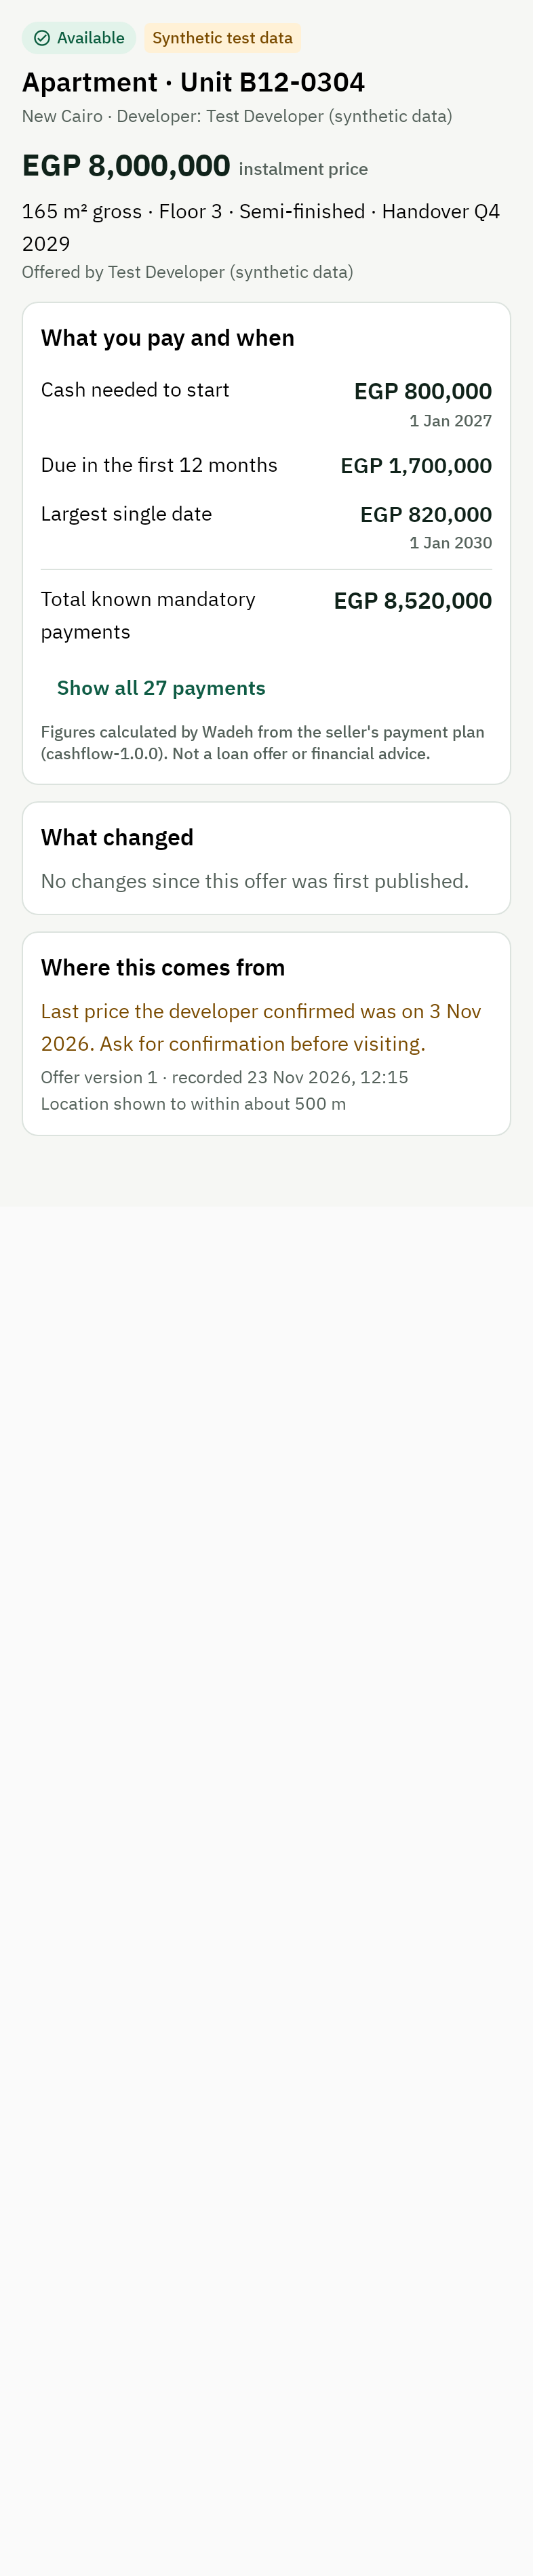 Available
Synthetic test data
Apartment · Unit B12-0304
New Cairo · Developer: Test Developer (synthetic data)
EGP 8,000,000 instalment price
165 m² gross · Floor 3 · Semi-finished · Handover Q4
2029
Offered by Test Developer (synthetic data)
What you pay and when
Cash needed to start
EGP 800,000
1 Jan 2027
Due in the first 12 months
EGP 1,700,000
Largest single date
EGP 820,000
1 Jan 2030
Total known mandatory
payments
EGP 8,520,000
Show all 27 payments
Figures calculated by Wadeh from the seller's payment plan
(cashflow-1.0.0). Not a loan offer or financial advice.
What changed
No changes since this offer was first published.
Where this comes from
Last price the developer confirmed was on 3 Nov
2026. Ask for confirmation before visiting.
Offer version 1 · recorded 23 Nov 2026, 12:15
Location shown to within about 500 m